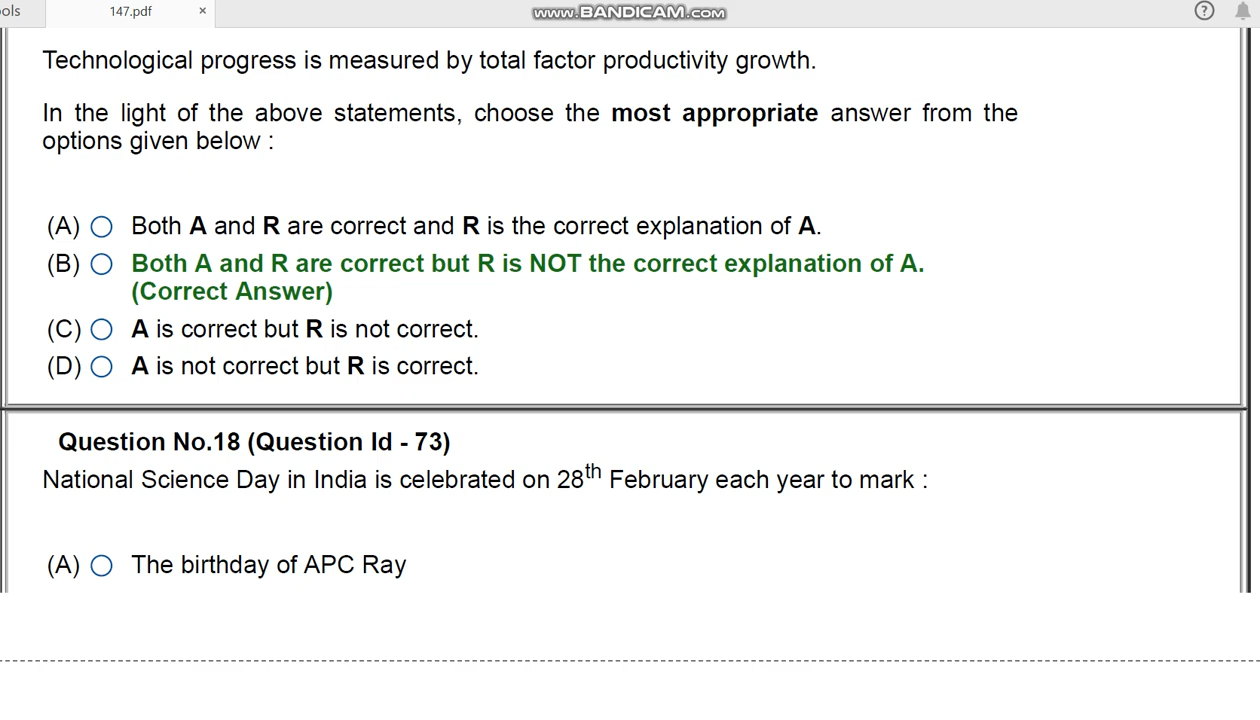 ols
147.pdf
×
www.BANDICAM.com
?
Technological progress is measured by total factor productivity growth.
In the light of the above statements, choose the most appropriate answer from the
options given below :
(A) Both A and R are correct and R is the correct explanation of A.
(B) Both A and R are correct but R is NOT the correct explanation of A.
(Correct Answer)
(C) A is correct but R is not correct.
(D) A is not correct but R is correct.
Question No.18 (Question Id - 73)
National Science Day in India is celebrated on 28th February each year to mark :
(A) The birthday of APC Ray